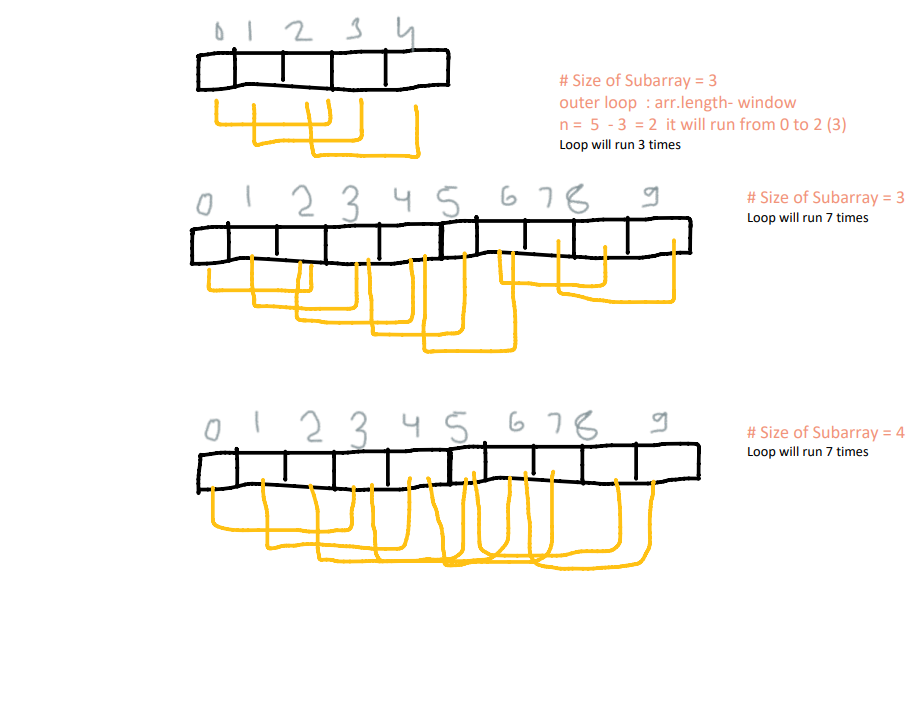 0 1 2 3 4
# Size of Subarray = 3
outer loop : arr.length- window
n = 5 - 3 = 2 it will run from 0 to 2 (3)
Loop will run 3 times
0 1 2 3 4 5 6 7 8 9
# Size of Subarray = 3
Loop will run 7 times
0 1 2 3 4 5 6 7 8 9
# Size of Subarray = 4
Loop will run 7 times